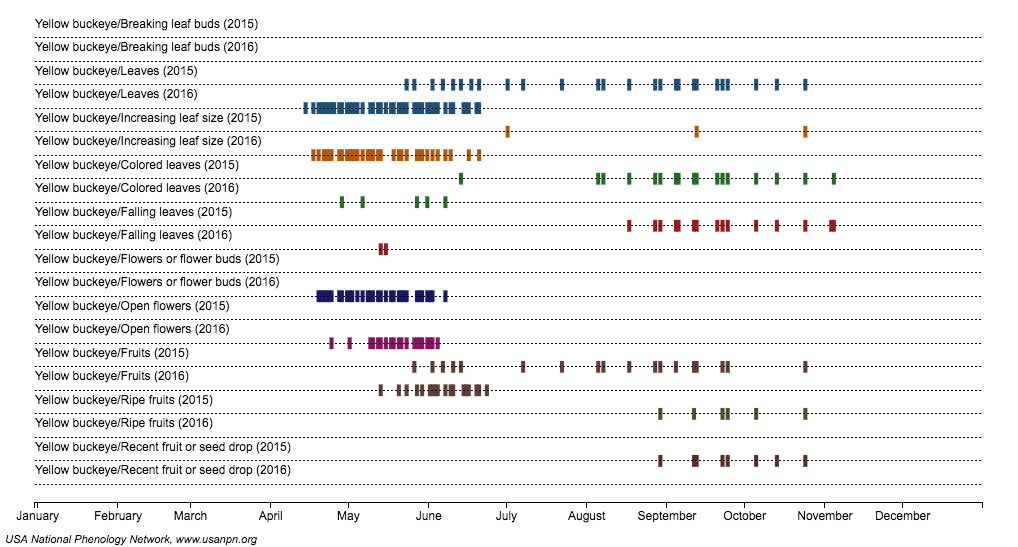 Yellow buckeye/Breaking leaf buds (2015)
Yellow buckeye/Breaking leaf buds (2016)
Yellow buckeye/Leaves (2015)
Yellow buckeye/Leaves (2016)
Yellow buckeye/Increasing leaf size (2015)
Yellow buckeye/Increasing leaf size (2016)
Yellow buckeye/Colored leaves (2015)
Yellow buckeye/Colored leaves (2016)
Yellow buckeye/Falling leaves (2015)
Yellow buckeye/Falling leaves (2016)
Yellow buckeye/Flowers or flower buds (2015)
Yellow buckeye/Flowers or flower buds (2016)
Yellow buckeye/Open flowers (2015)
Yellow buckeye/Open flowers (2016)
Yellow buckeye/Fruits (2015)
Yellow buckeye/Fruits (2016)
Yellow buckeye/Ripe fruits (2015)
Yellow buckeye/Ripe fruits (2016)
Yellow buckeye/Recent fruit or seed drop (2015)
Yellow buckeye/Recent fruit or seed drop (2016)
January February March April May June July August September October November December
USA National Phenology Network, www.usanpn.org